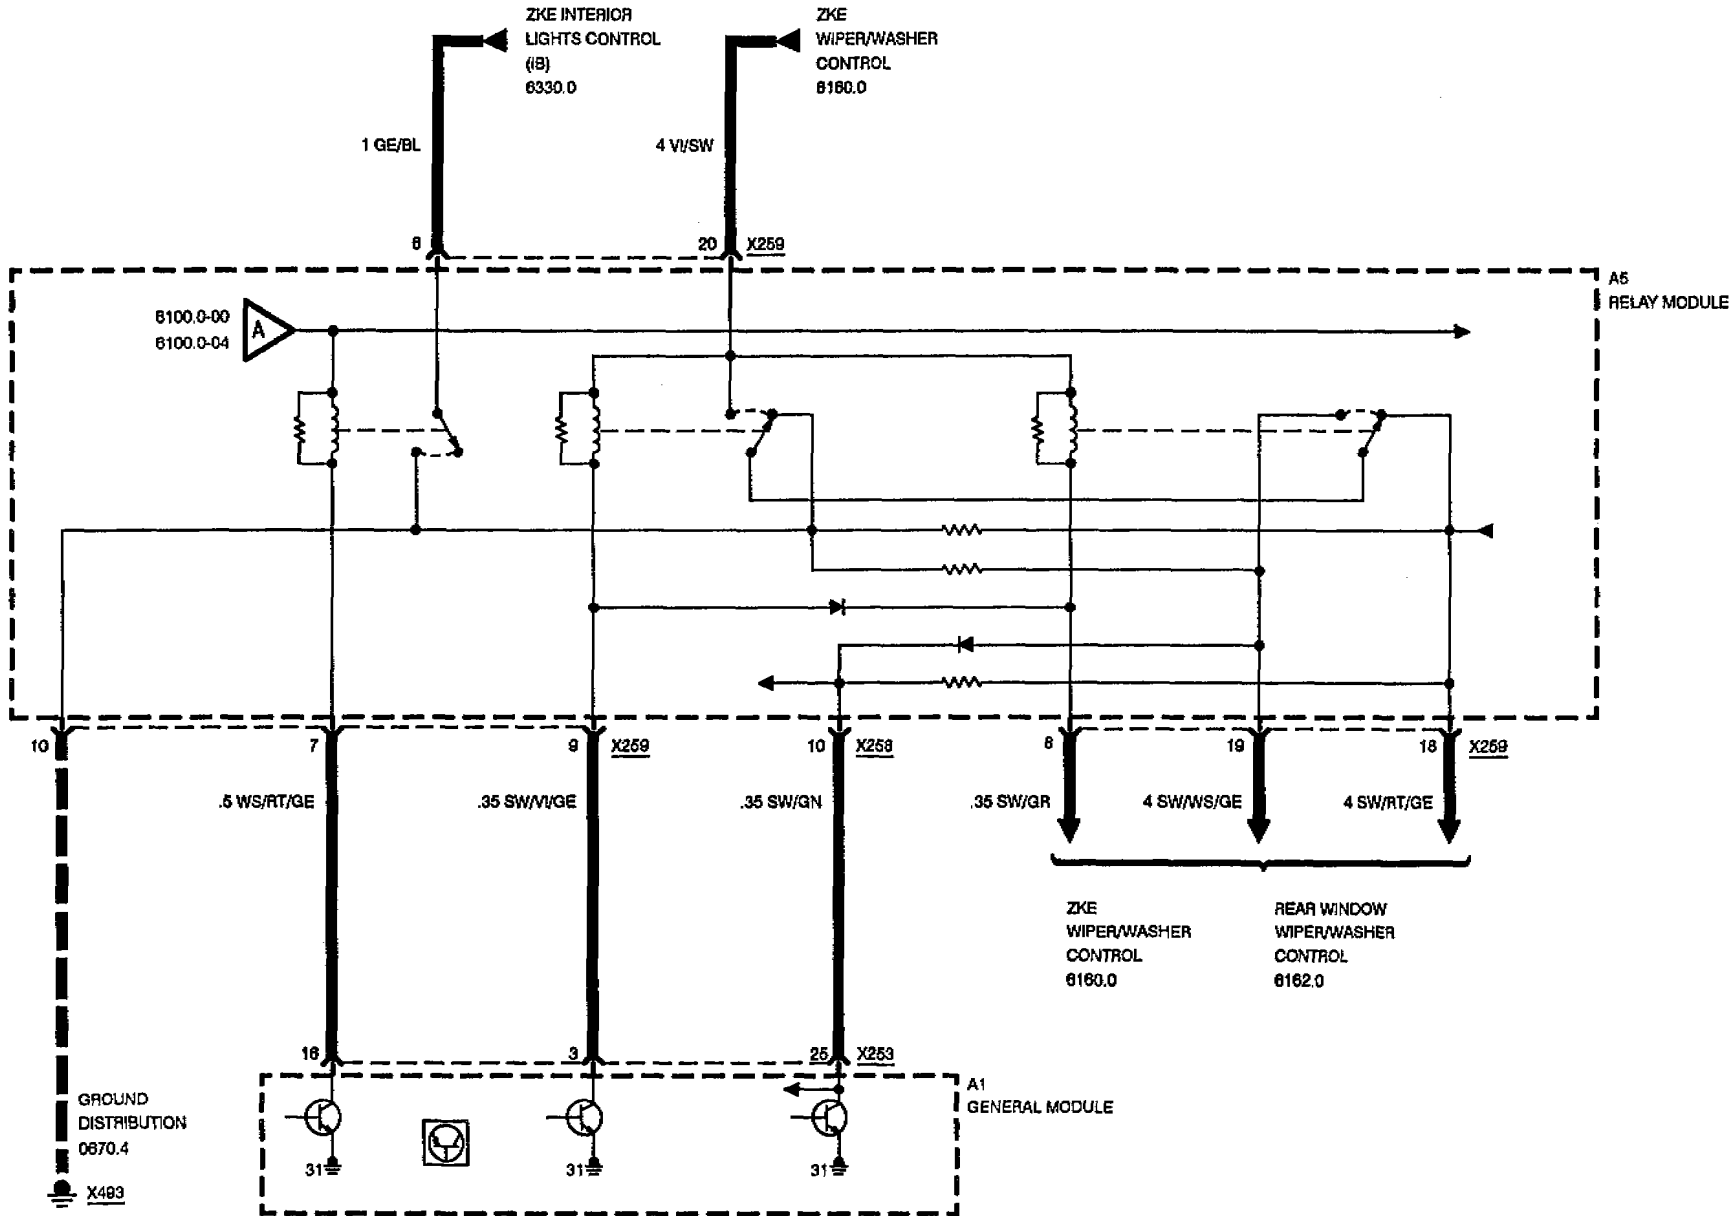 ZKE INTERIOR
LIGHTS CONTROL
(IB)
6330.0
ZKE
WIPER/WASHER
CONTROL
6160.0
1 GE/BL
4 VI/SW
6
20
X259
A5
RELAY MODULE
6100.0-00
6100.0-04
A
10
7
9
X259
10
X258
6
19
18
X259
.5 WS/RT/GE
.35 SW/VI/GE
.35 SW/GN
.35 SW/GR
4 SW/WS/GE
4 SW/RT/GE
ZKE
WIPER/WASHER
CONTROL
6160.0
REAR WINDOW
WIPER/WASHER
CONTROL
6162.0
16
3
25
X253
A1
GENERAL MODULE
GROUND
DISTRIBUTION
0670.4
X493
31
31
31